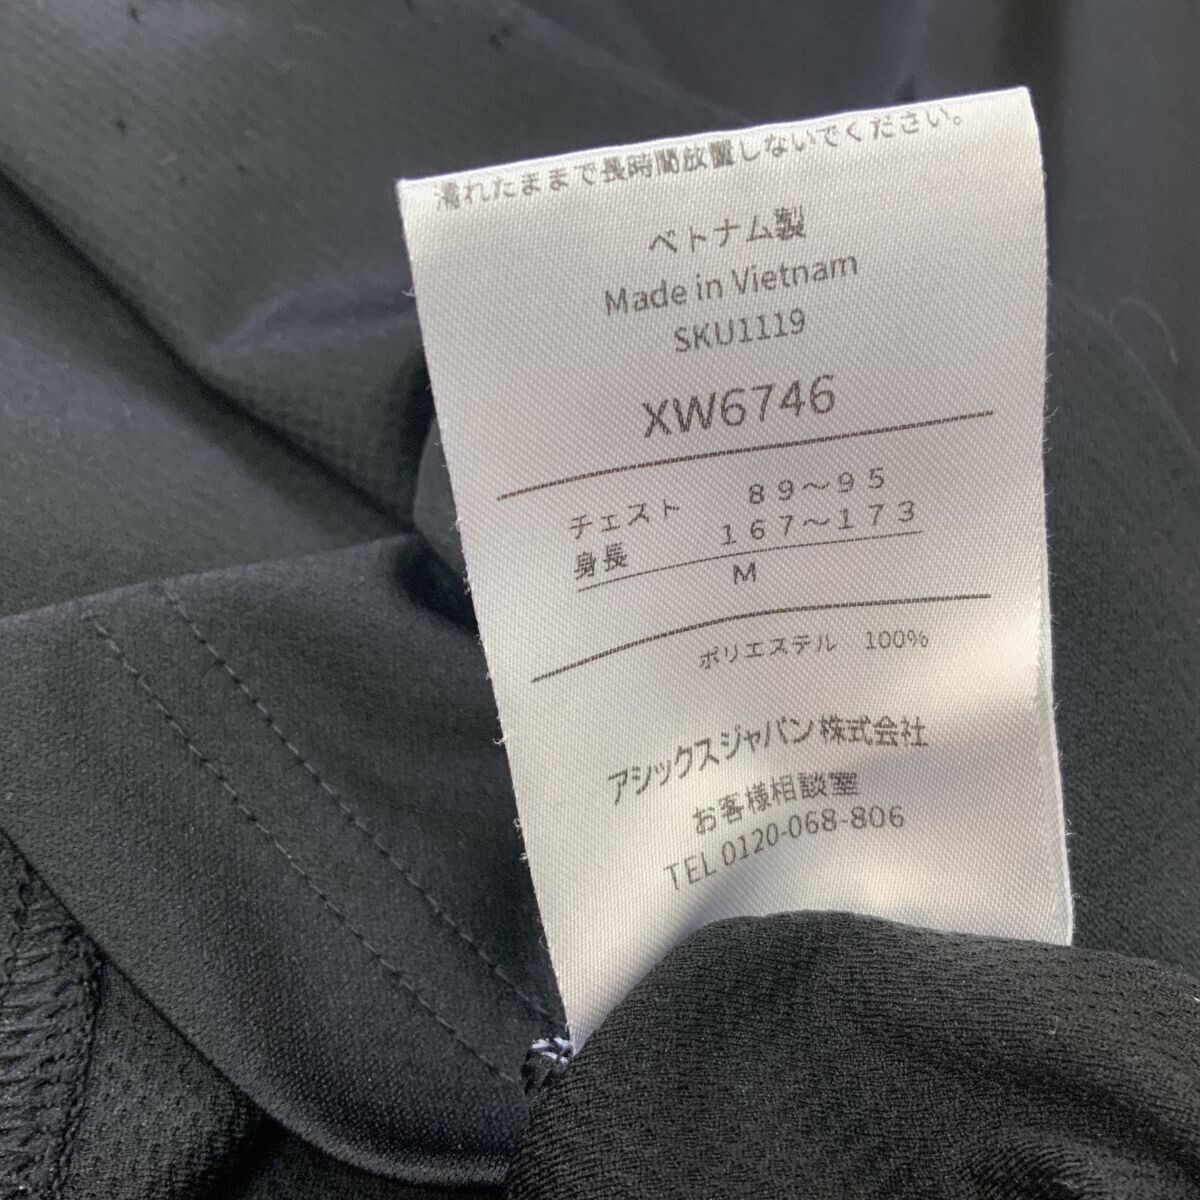 濡れたままで長時間放置しないでください。
ベトナム製
Made in Vietnam
SKU1119
XW6746
チェスト ８９～９５
身長 １６７～１７３
M
ポリエステル 100%
アシックスジャパン株式会社
お客様相談室
TEL 0120-068-806